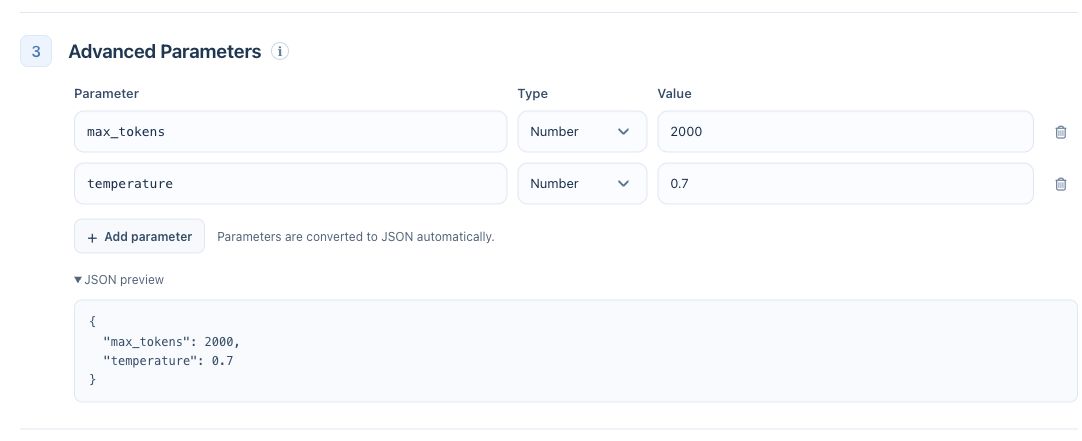 3 Advanced Parameters i
Parameter Type Value
max_tokens Number 2000
temperature Number 0.7
+ Add parameter Parameters are converted to JSON automatically.
▼ JSON preview
{
  "max_tokens": 2000,
  "temperature": 0.7
}